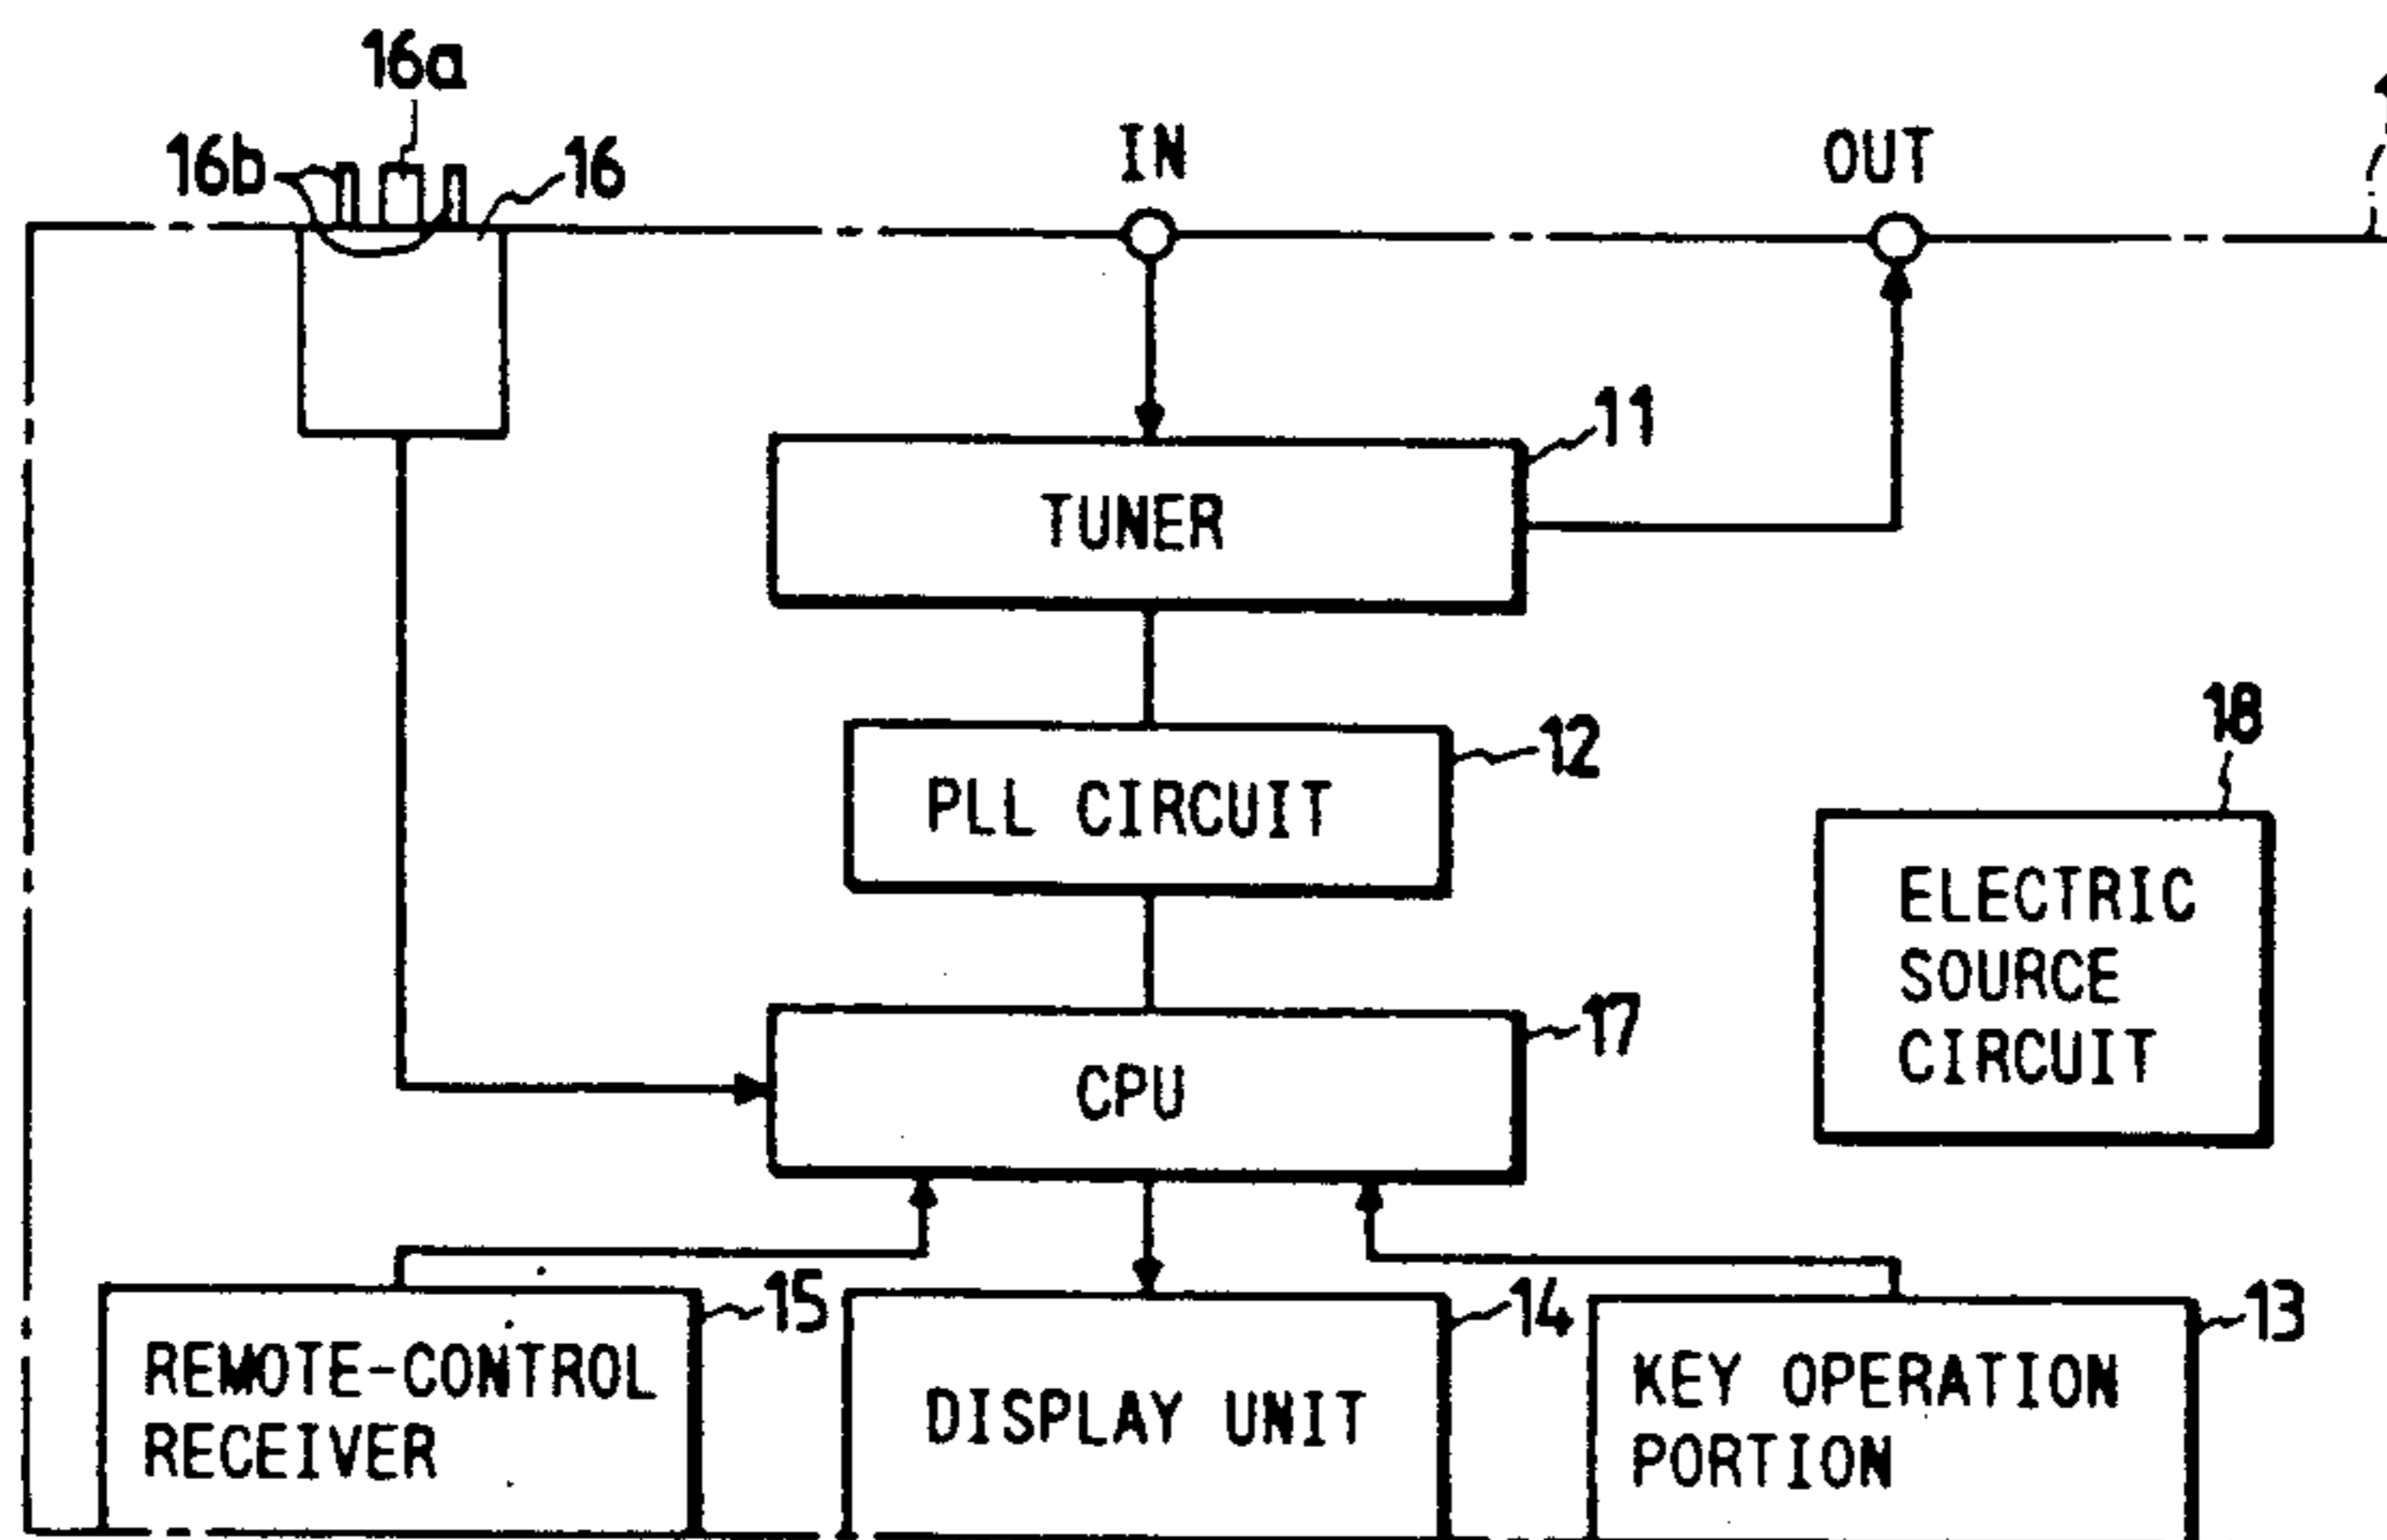 16a
1
16b
16
IN
OUT
11
TUNER
12
PLL CIRCUIT
18
ELECTRIC
SOURCE
CIRCUIT
17
CPU
15
REMOTE-CONTROL
RECEIVER
14
DISPLAY UNIT
13
KEY OPERATION
PORTION